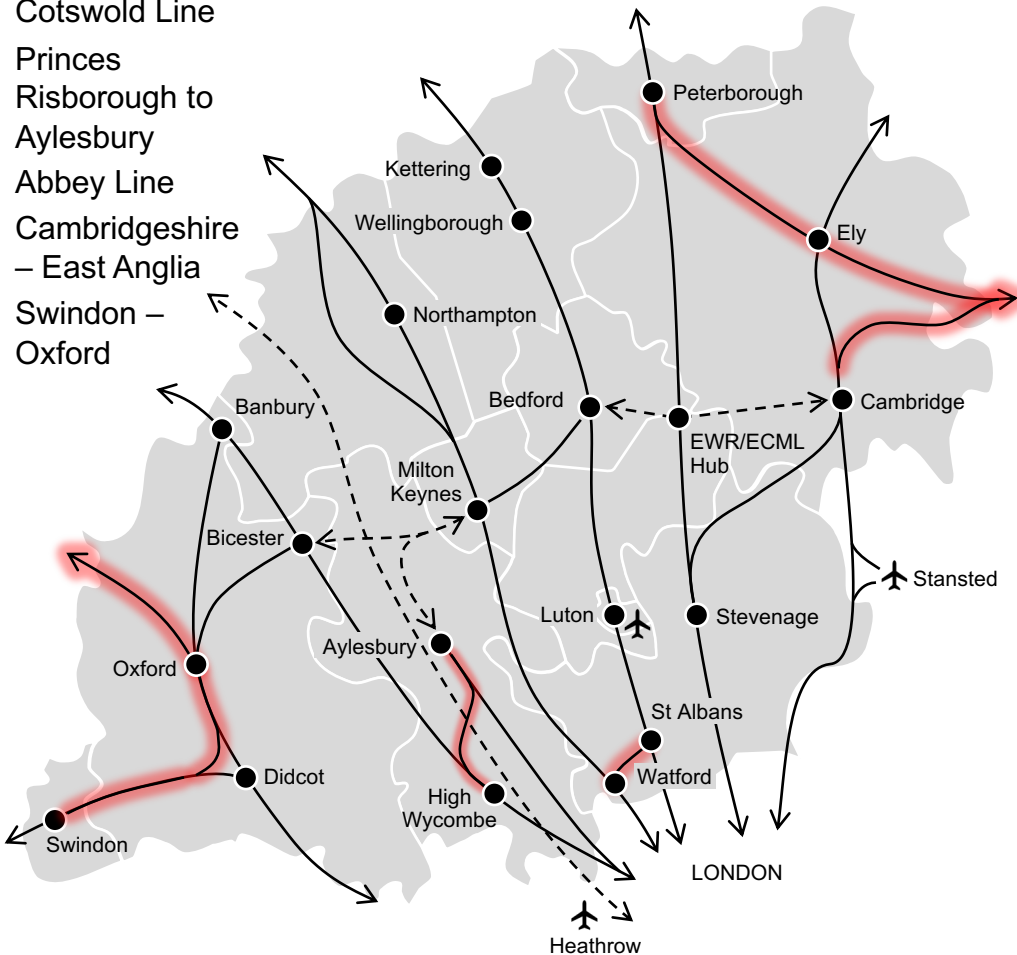 Cotswold Line
Princes
Risborough to
Aylesbury
Abbey Line
Cambridgeshire
– East Anglia
Swindon –
Oxford
Peterborough
Kettering
Wellingborough
Ely
Northampton
Banbury
Bedford
Cambridge
EWR/ECML
Hub
Milton
Keynes
Bicester
Stansted
Luton
Stevenage
Aylesbury
Oxford
St Albans
Didcot
Watford
High
Wycombe
Swindon
LONDON
Heathrow